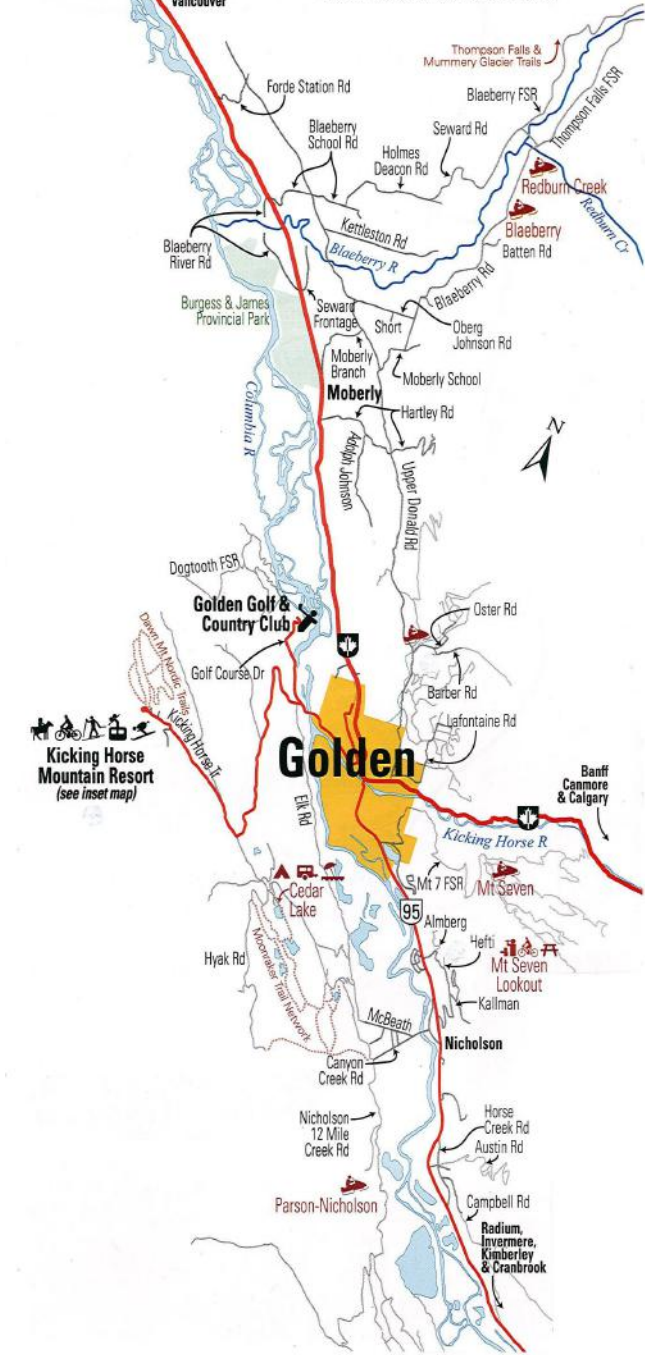 Vancouver
Thompson Falls &
Mummery Glacier Trails
Blaeberry FSR
Thompson Falls FSR
Forde Station Rd
Blaeberry
School Rd
Holmes
Deacon Rd
Seward Rd
Redburn Creek
Redburn Cr
Blaeberry
Batten Rd
Kettleston Rd
Blaeberry R
Blaeberry
River Rd
Blaeberry Rd
Burgess & James
Provincial Park
Seward
Frontage
Short
Oberg
Johnson Rd
Moberly
Branch
Moberly School
Moberly
Hartley Rd
Columbia R
Adolph Johnson
Upper Donald Rd
N
Dogtooth FSR
Golden Golf &
Country Club
Oster Rd
Dawn Mt Nordic Trails
Golf Course Dr
Barber Rd
Kicking Horse Tr
Lafontaine Rd
Kicking Horse
Mountain Resort
(see inset map)
Golden
Banff
Canmore
& Calgary
Elk Rd
Kicking Horse R
Cedar
Lake
Mt 7 FSR
Mt Seven
95
Almberg
Hefti
Hyak Rd
Moonraker Trail Network
Mt Seven
Lookout
Kallman
McBeath
Nicholson
Canyon
Creek Rd
Nicholson
12 Mile
Creek Rd
Horse
Creek Rd
Austin Rd
Parson-Nicholson
Campbell Rd
Radium,
Invermere,
Kimberley
& Cranbrook